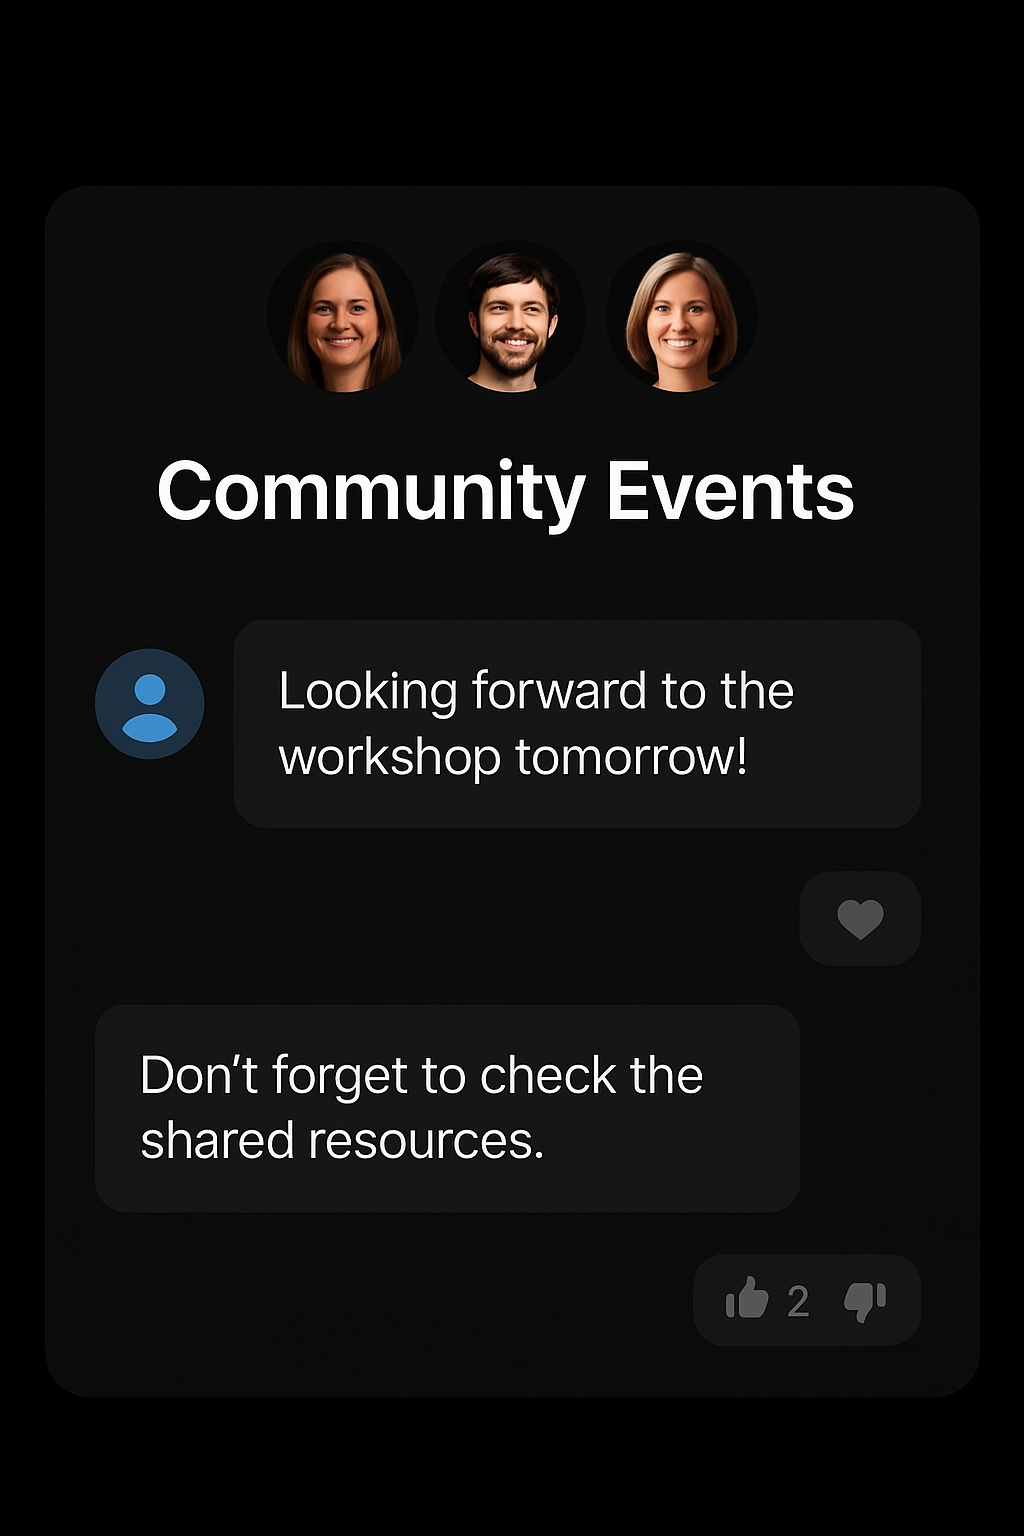 Community Events
Looking forward to the
workshop tomorrow!
Don’t forget to check the
shared resources.
2